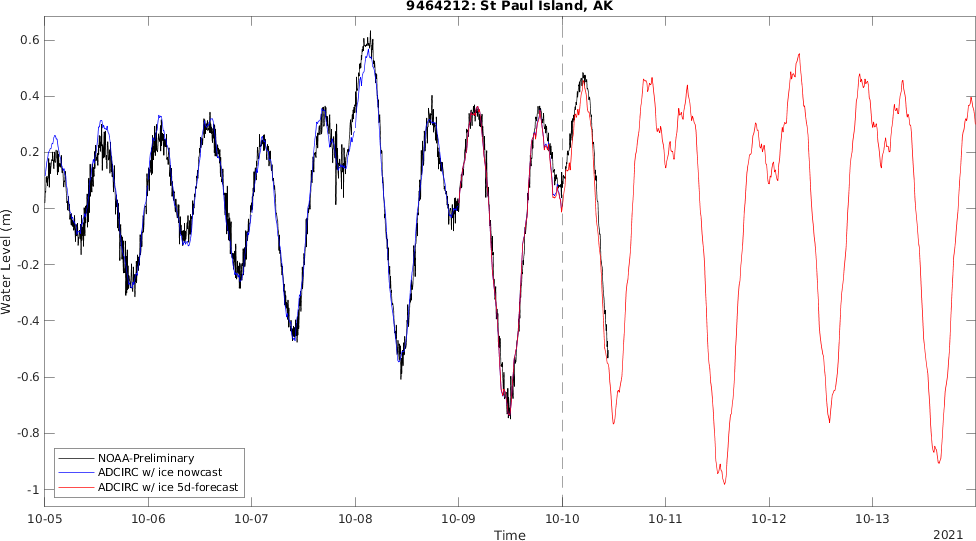 9464212: St Paul Island, AK
Water Level (m)
0.6
0.4
0.2
0
-0.2
-0.4
-0.6
-0.8
-1
NOAA-Preliminary
ADCIRC w/ ice nowcast
ADCIRC w/ ice 5d-forecast
10-05 10-06 10-07 10-08 10-09 10-10 10-11 10-12 10-13
Time
2021